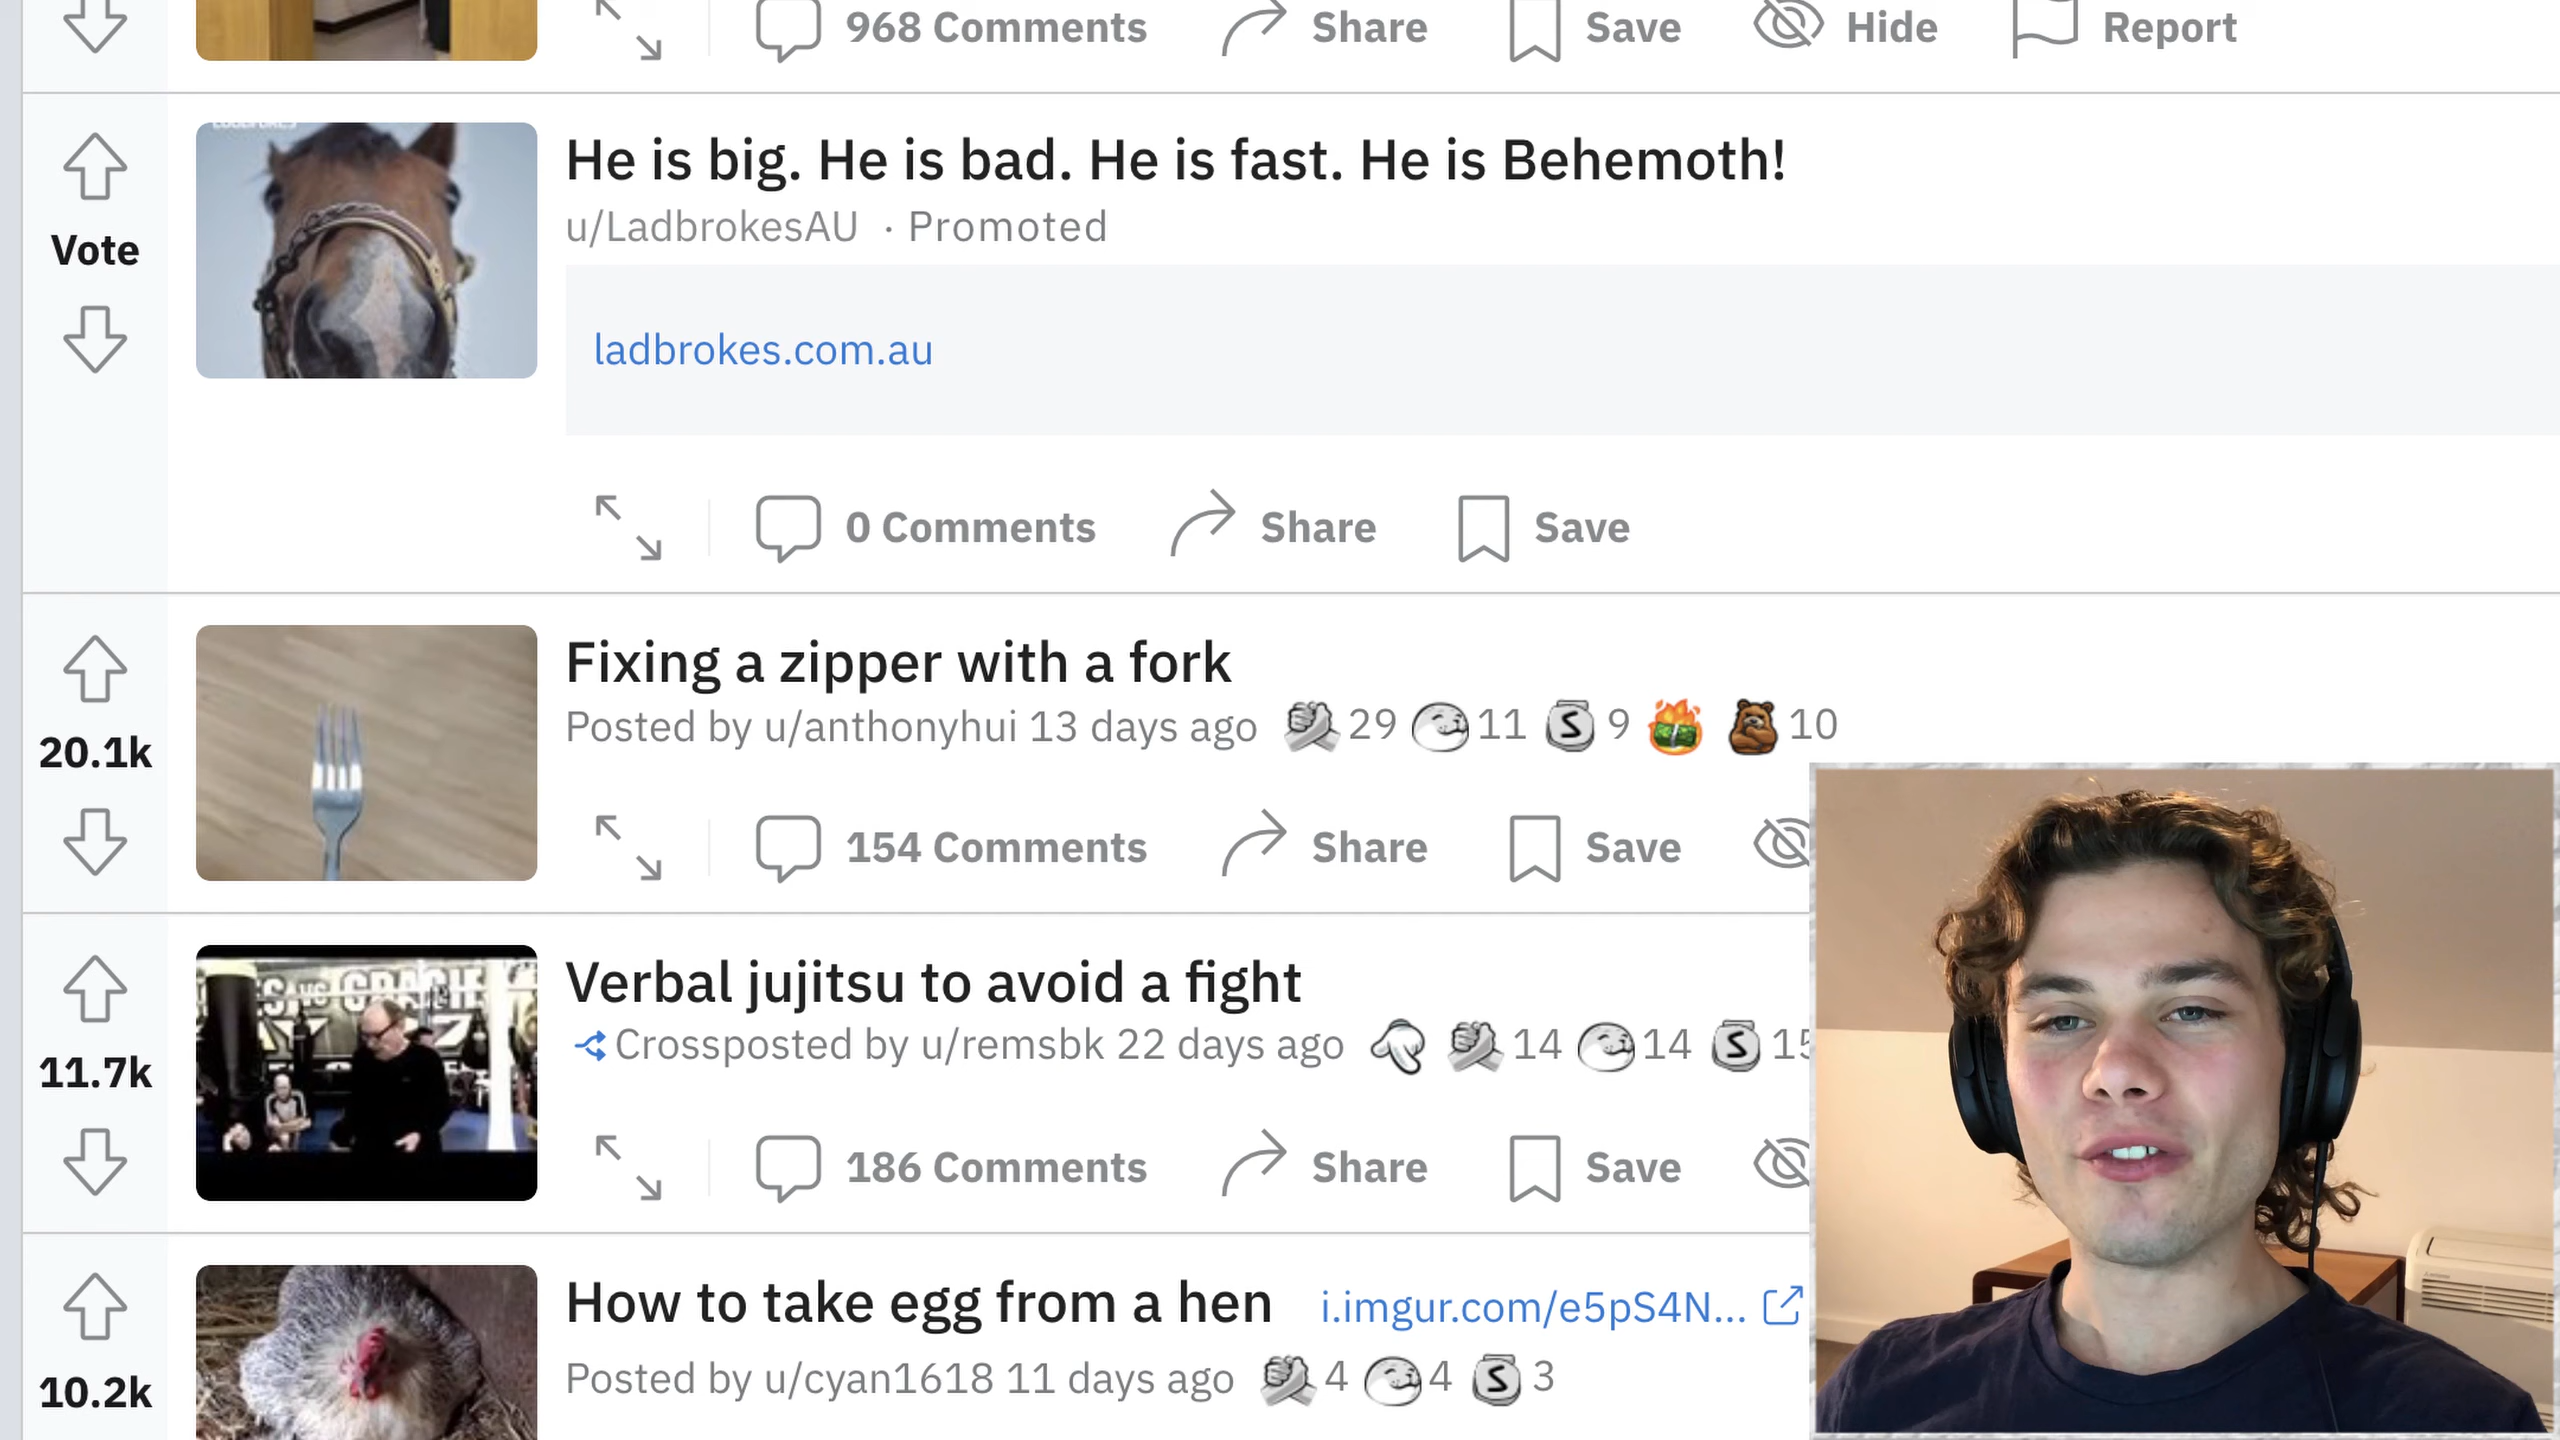 968 Comments Share Save Hide Report
He is big. He is bad. He is fast. He is Behemoth!
u/LadbrokesAU · Promoted
Vote
ladbrokes.com.au
0 Comments Share Save
Fixing a zipper with a fork
Posted by u/anthonyhui 13 days ago 29 11 S 9 10
20.1k
154 Comments Share Save
Verbal jujitsu to avoid a fight
Crossposted by u/remsbk 22 days ago 14 14 S 15
11.7k
186 Comments Share Save
How to take egg from a hen i.imgur.com/e5pS4N...
Posted by u/cyan1618 11 days ago 4 4 S 3
10.2k